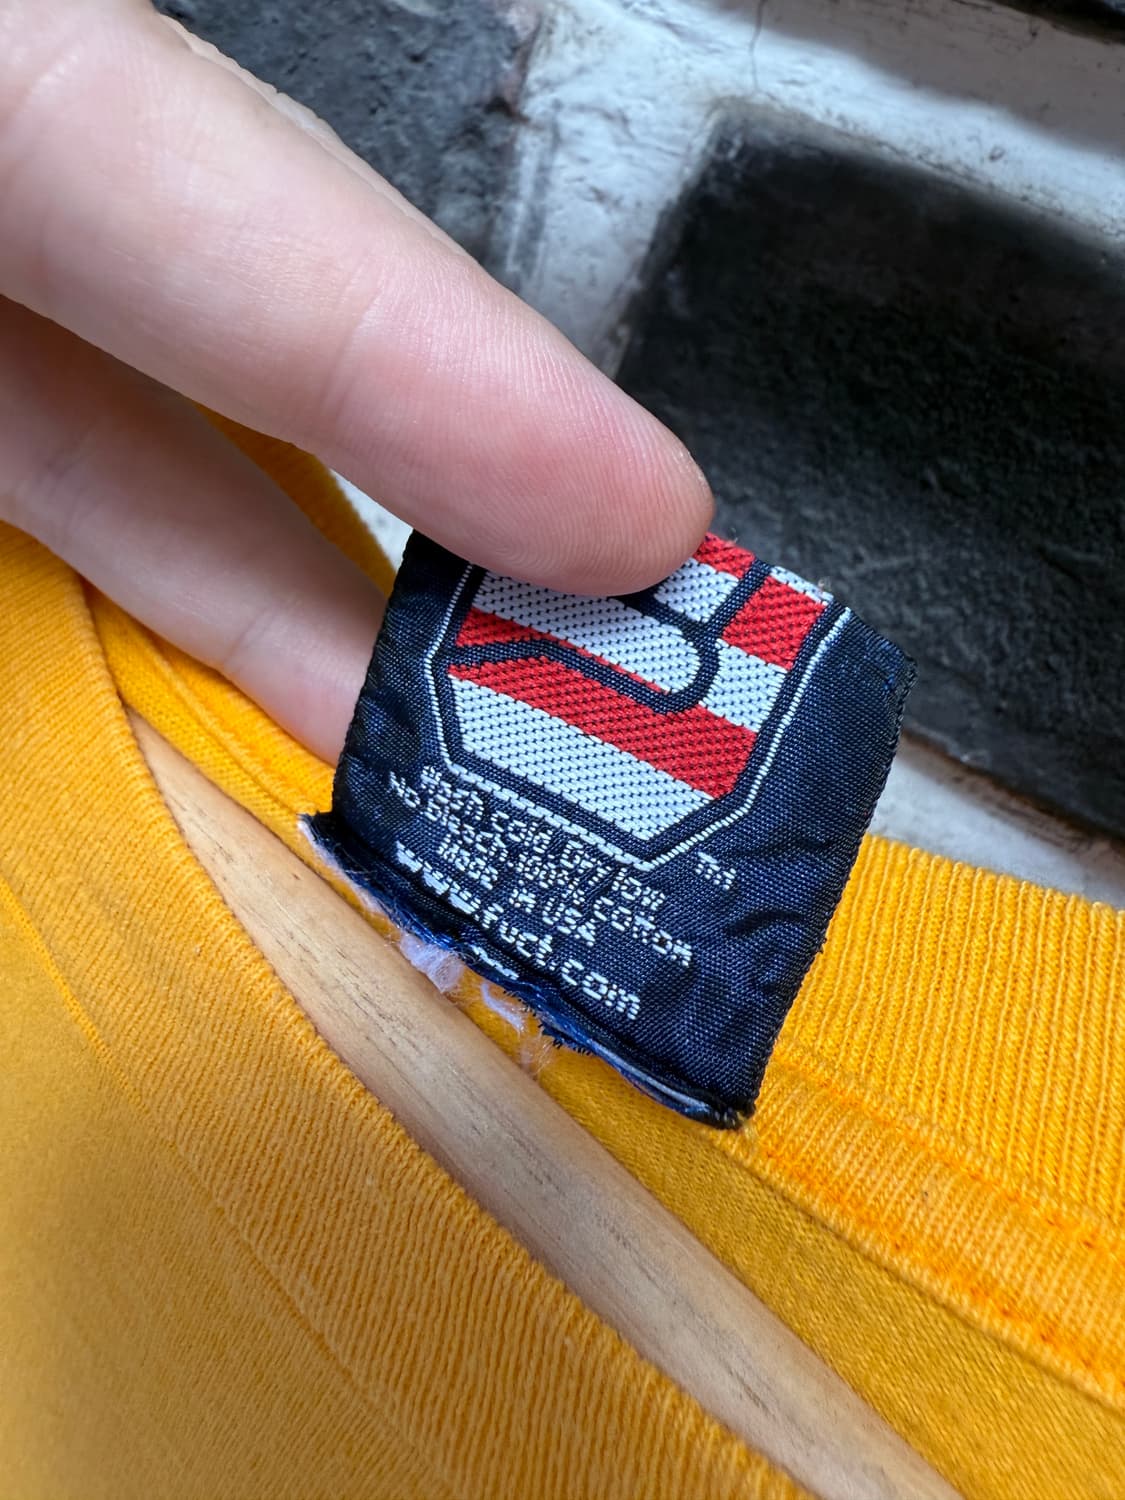 wash cold, dry low
no bleach 100% cotton
made in usa
www.fuct.com
TM